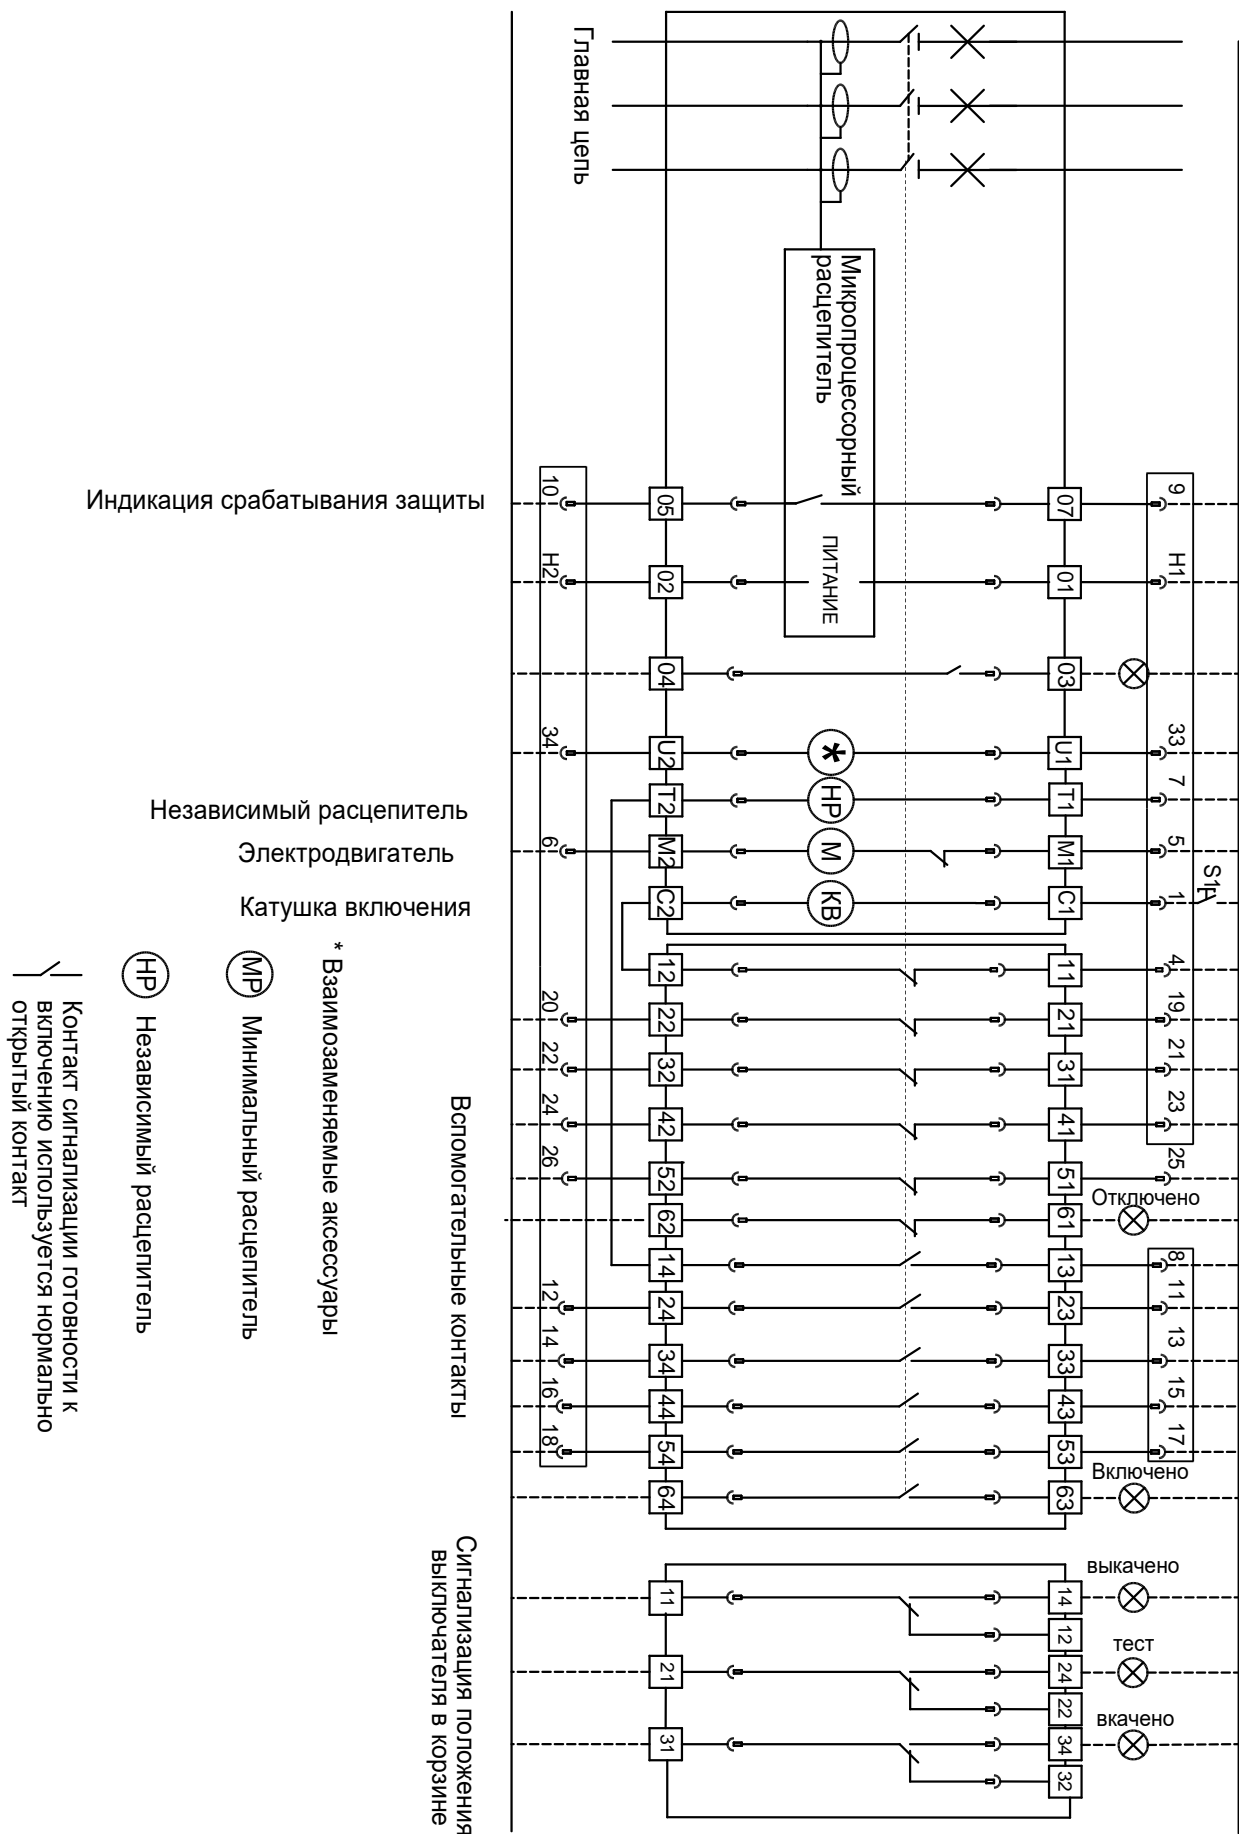 Главная цепь
Микропроцессорный
расцепитель
ПИТАНИЕ
Индикация срабатывания защиты
10
05
07
9
H2
02
01
H1
04
03
34
U2
*
U1
33
Независимый расцепитель
T2
НР
T1
7
Электродвигатель
6
M2
М
M1
5
Катушка включения
C2
КВ
C1
1
S1
12
11
4
20
22
21
19
22
32
31
21
24
42
41
23
26
52
51
25
62
61
Отключено
14
13
8
12
24
23
11
14
34
33
13
16
44
43
15
18
54
53
17
64
63
Включено
Вспомогательные контакты
* Взаимозаменяемые аксессуары
МР Минимальный расцепитель
НР Независимый расцепитель
Контакт сигнализации готовности к
включению используется нормально
открытый контакт
Сигнализация положения
выключателя в корзине
11
14
выкачено
12
21
24
тест
22
31
34
вкачено
32